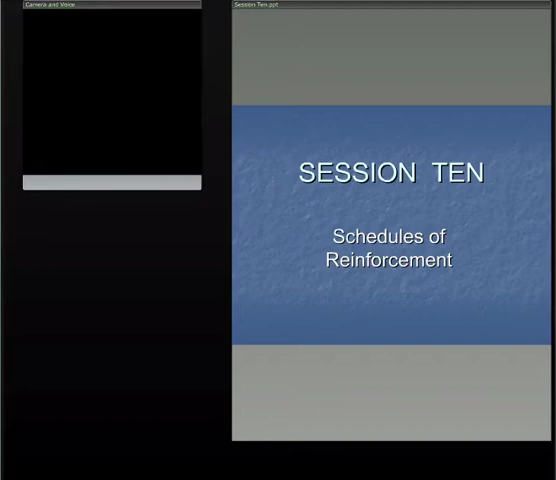 Camera and Voice
Session Ten.ppt
SESSION TEN
Schedules of
Reinforcement